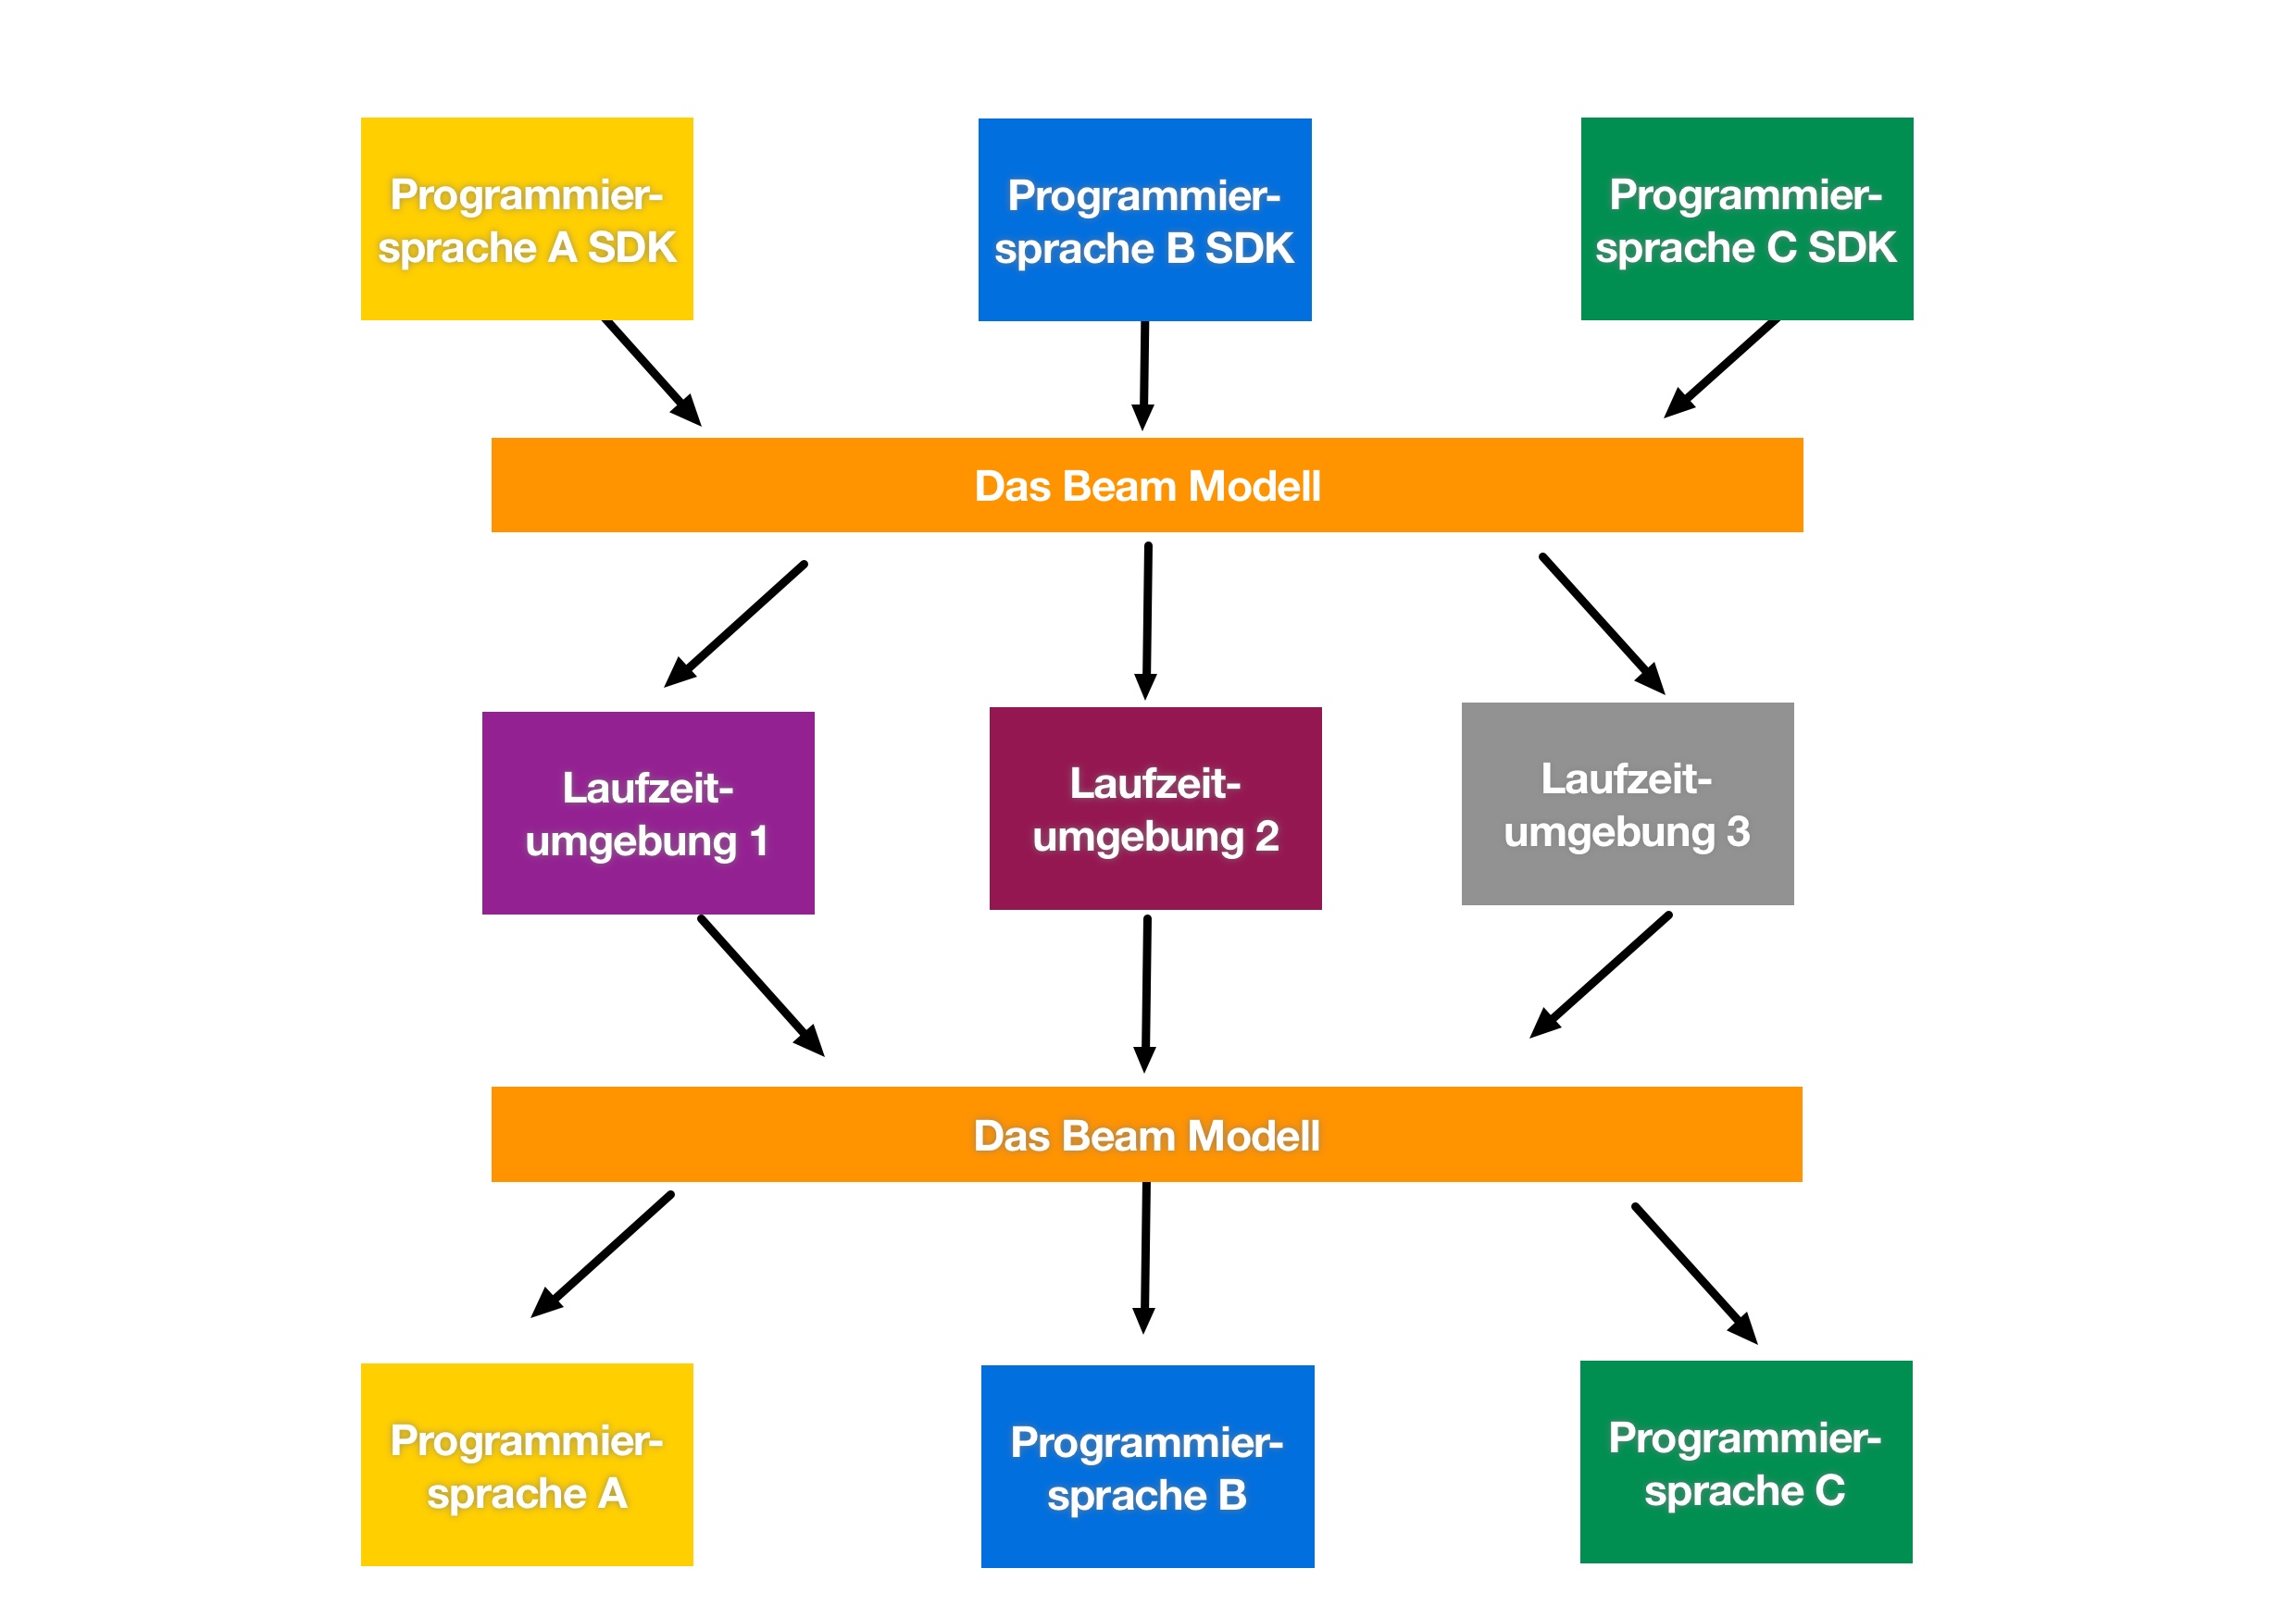 Programmier-
sprache A SDK
Programmier-
sprache B SDK
Programmier-
sprache C SDK
Das Beam Modell
Laufzeit-
umgebung 1
Laufzeit-
umgebung 2
Laufzeit-
umgebung 3
Das Beam Modell
Programmier-
sprache A
Programmier-
sprache B
Programmier-
sprache C